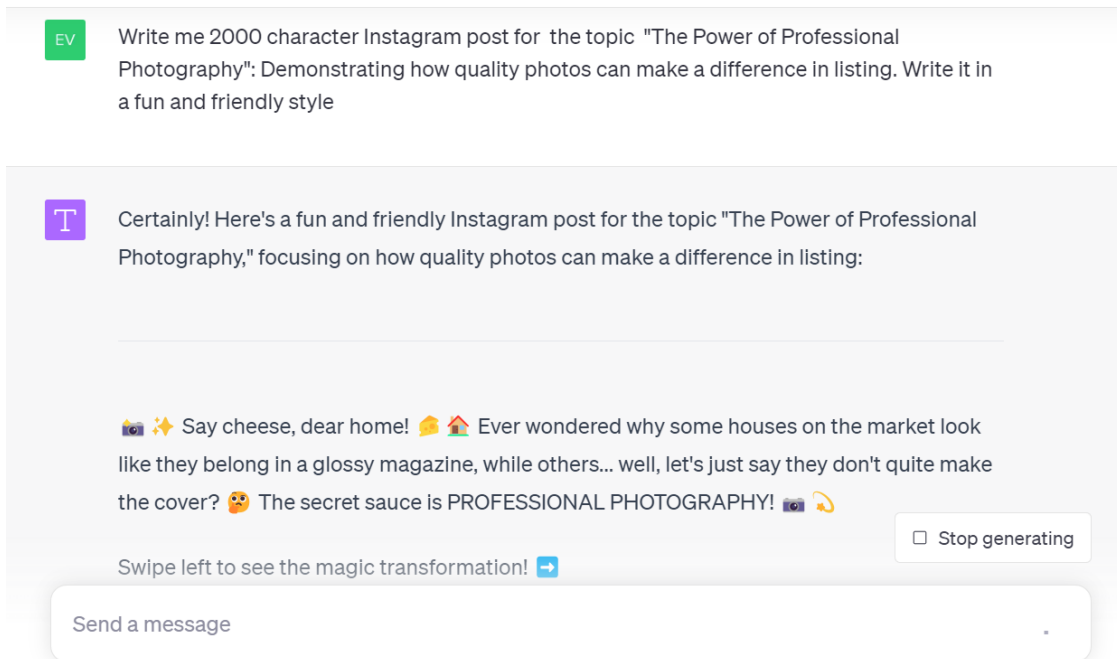 EV
Write me 2000 character Instagram post for  the topic  "The Power of Professional
Photography": Demonstrating how quality photos can make a difference in listing. Write it in
a fun and friendly style
T
Certainly! Here's a fun and friendly Instagram post for the topic "The Power of Professional
Photography," focusing on how quality photos can make a difference in listing:
📸 ✨ Say cheese, dear home! 🧀 🏠 Ever wondered why some houses on the market look
like they belong in a glossy magazine, while others... well, let's just say they don't quite make
the cover? 🤔 The secret sauce is PROFESSIONAL PHOTOGRAPHY! 📷 💫
Stop generating
Swipe left to see the magic transformation! ➡️
Send a message